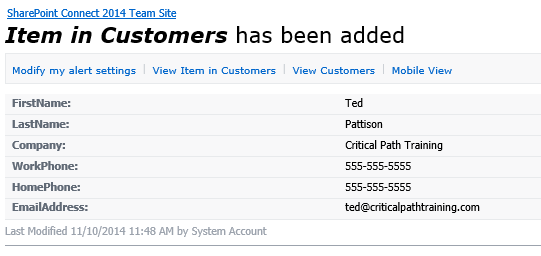 SharePoint Connect 2014 Team Site
Item in Customers has been added
Modify my alert settings | View Item in Customers | View Customers | Mobile View
FirstName: Ted
LastName: Pattison
Company: Critical Path Training
WorkPhone: 555-555-5555
HomePhone: 555-555-5555
EmailAddress: ted@criticalpathtraining.com
Last Modified 11/10/2014 11:48 AM by System Account